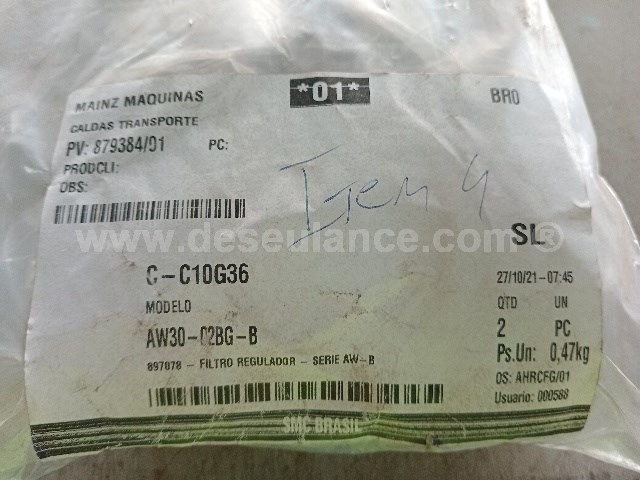 MAINZ MAQUINAS
*01*
BRO
CALDAS TRANSPORTE
PV: 879384/01 PC:
PRODCLI:
OBS:
Item 4
www.deseulance.com®
SL
C-C10G36
27/10/21-07:45
MODELO
QTD UN
AW30-02BG-B
2 PC
897078 - FILTRO REGULADOR - SERIE AW-B
Ps.Un: 0,47kg
OS: AHRCFG/01
Usuario: 000588
SMC BRASIL